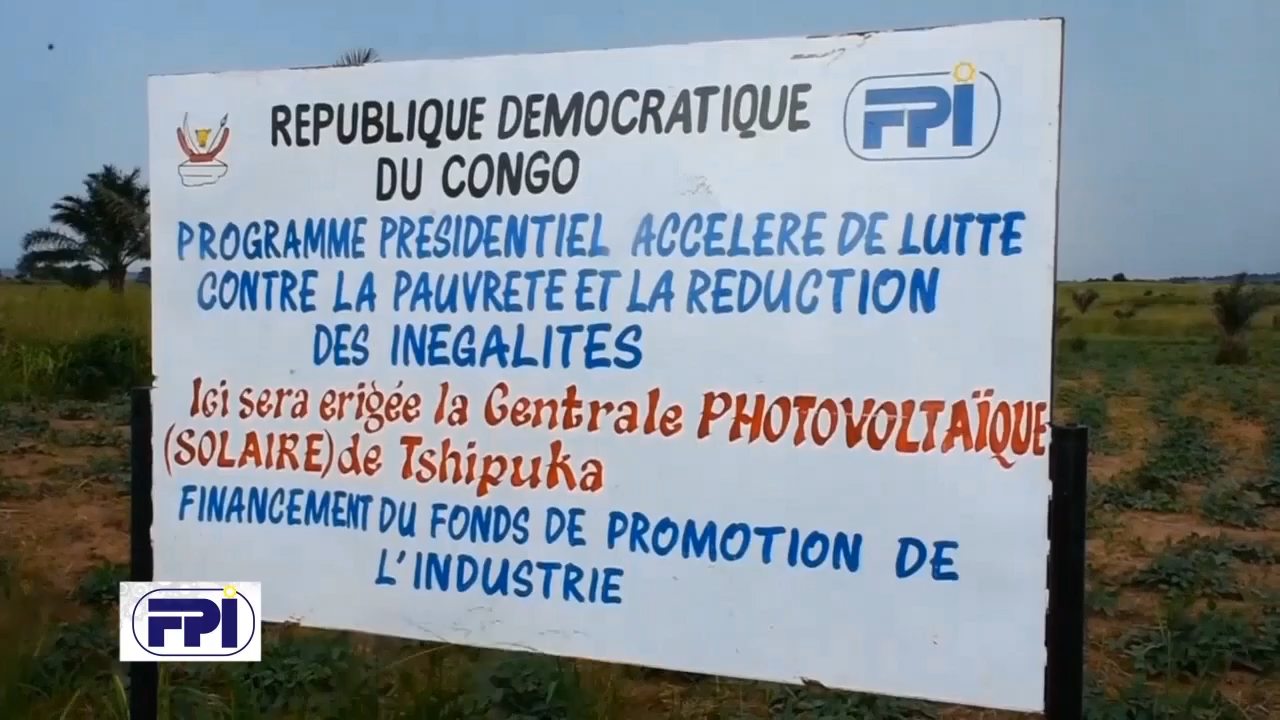 REPUBLIQUE DEMOCRATIQUE
DU CONGO
FPI
PROGRAMME PRESIDENTIEL ACCELERE DE LUTTE
CONTRE LA PAUVRETE ET LA REDUCTION
DES INEGALITES
Ici sera erigée la Centrale PHOTOVOLTAÏQUE
(SOLAIRE) de Tshipuka
FINANCEMENT DU FONDS DE PROMOTION DE
L'INDUSTRIE
FPI